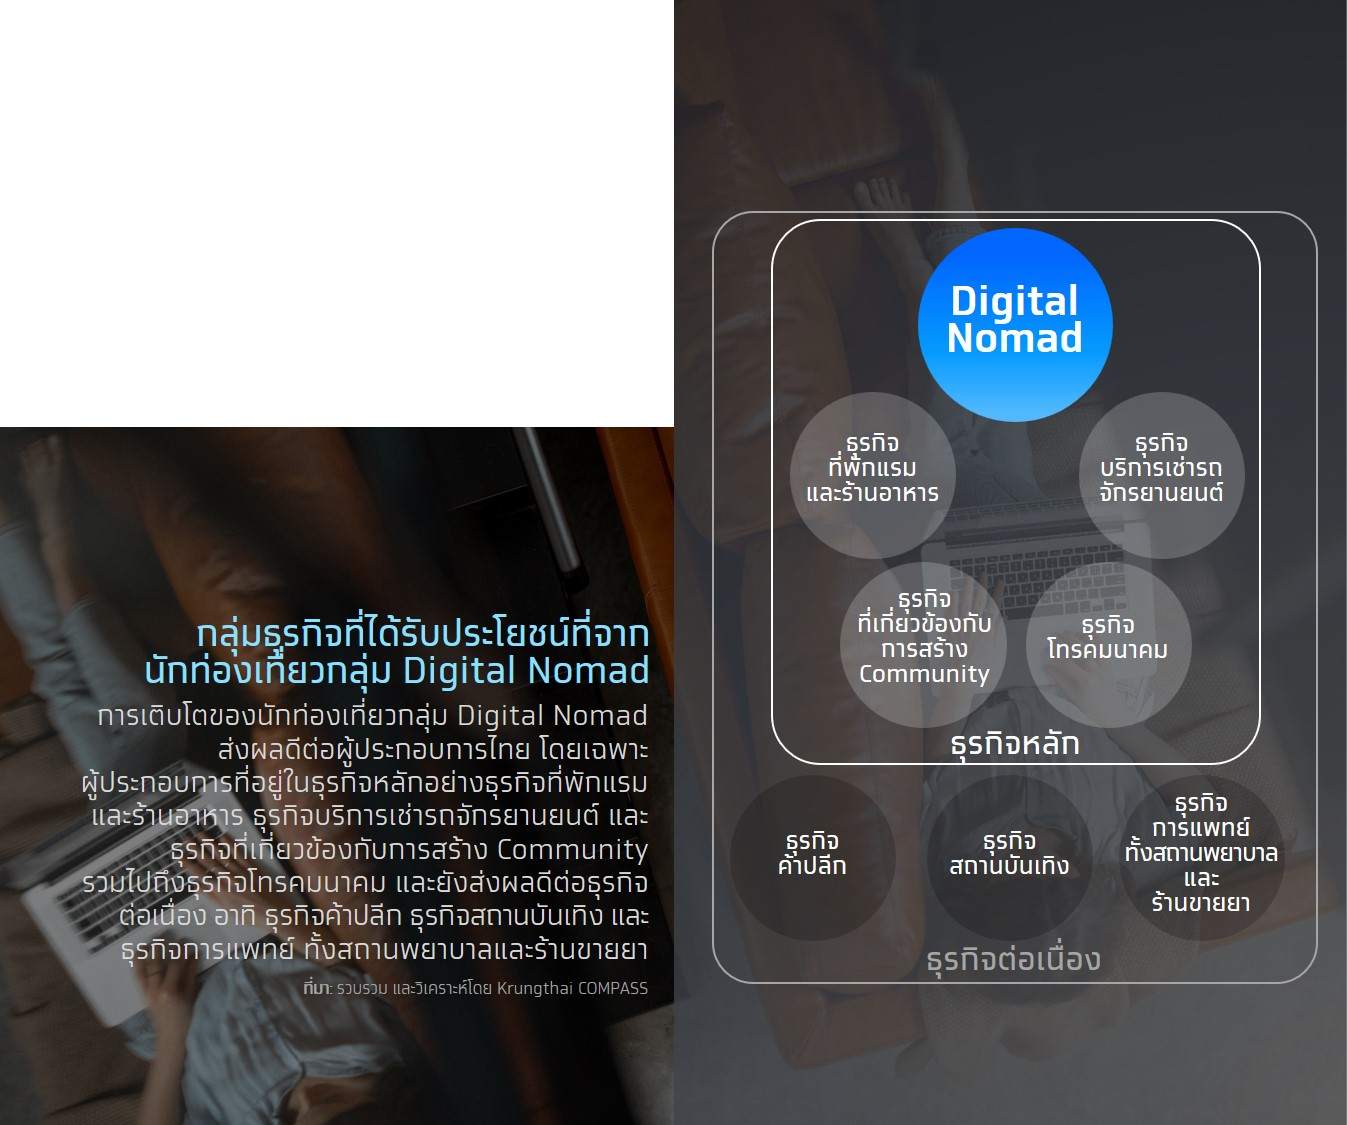 กลุ่มธุรกิจที่ได้รับประโยชน์ที่จาก
นักท่องเที่ยวกลุ่ม Digital Nomad
การเติบโตของนักท่องเที่ยวกลุ่ม Digital Nomad
ส่งผลดีต่อผู้ประกอบการไทย โดยเฉพาะ
ผู้ประกอบการที่อยู่ในธุรกิจหลักอย่างธุรกิจที่พักแรม
และร้านอาหาร ธุรกิจบริการเช่ารถจักรยานยนต์ และ
ธุรกิจที่เกี่ยวข้องกับการสร้าง Community
รวมไปถึงธุรกิจโทรคมนาคม และยังส่งผลดีต่อธุรกิจ
ต่อเนื่อง อาทิ ธุรกิจค้าปลีก ธุรกิจสถานบันเทิง และ
ธุรกิจการแพทย์ ทั้งสถานพยาบาลและร้านขายยา
ที่มา: รวบรวม และวิเคราะห์โดย Krungthai COMPASS
Digital
Nomad
ธุรกิจ
ที่พักแรม
และร้านอาหาร
ธุรกิจ
บริการเช่ารถ
จักรยานยนต์
ธุรกิจ
ที่เกี่ยวข้องกับ
การสร้าง
Community
ธุรกิจ
โทรคมนาคม
ธุรกิจหลัก
ธุรกิจ
ค้าปลีก
ธุรกิจ
สถานบันเทิง
ธุรกิจ
การแพทย์
ทั้งสถานพยาบาล
และ
ร้านขายยา
ธุรกิจต่อเนื่อง